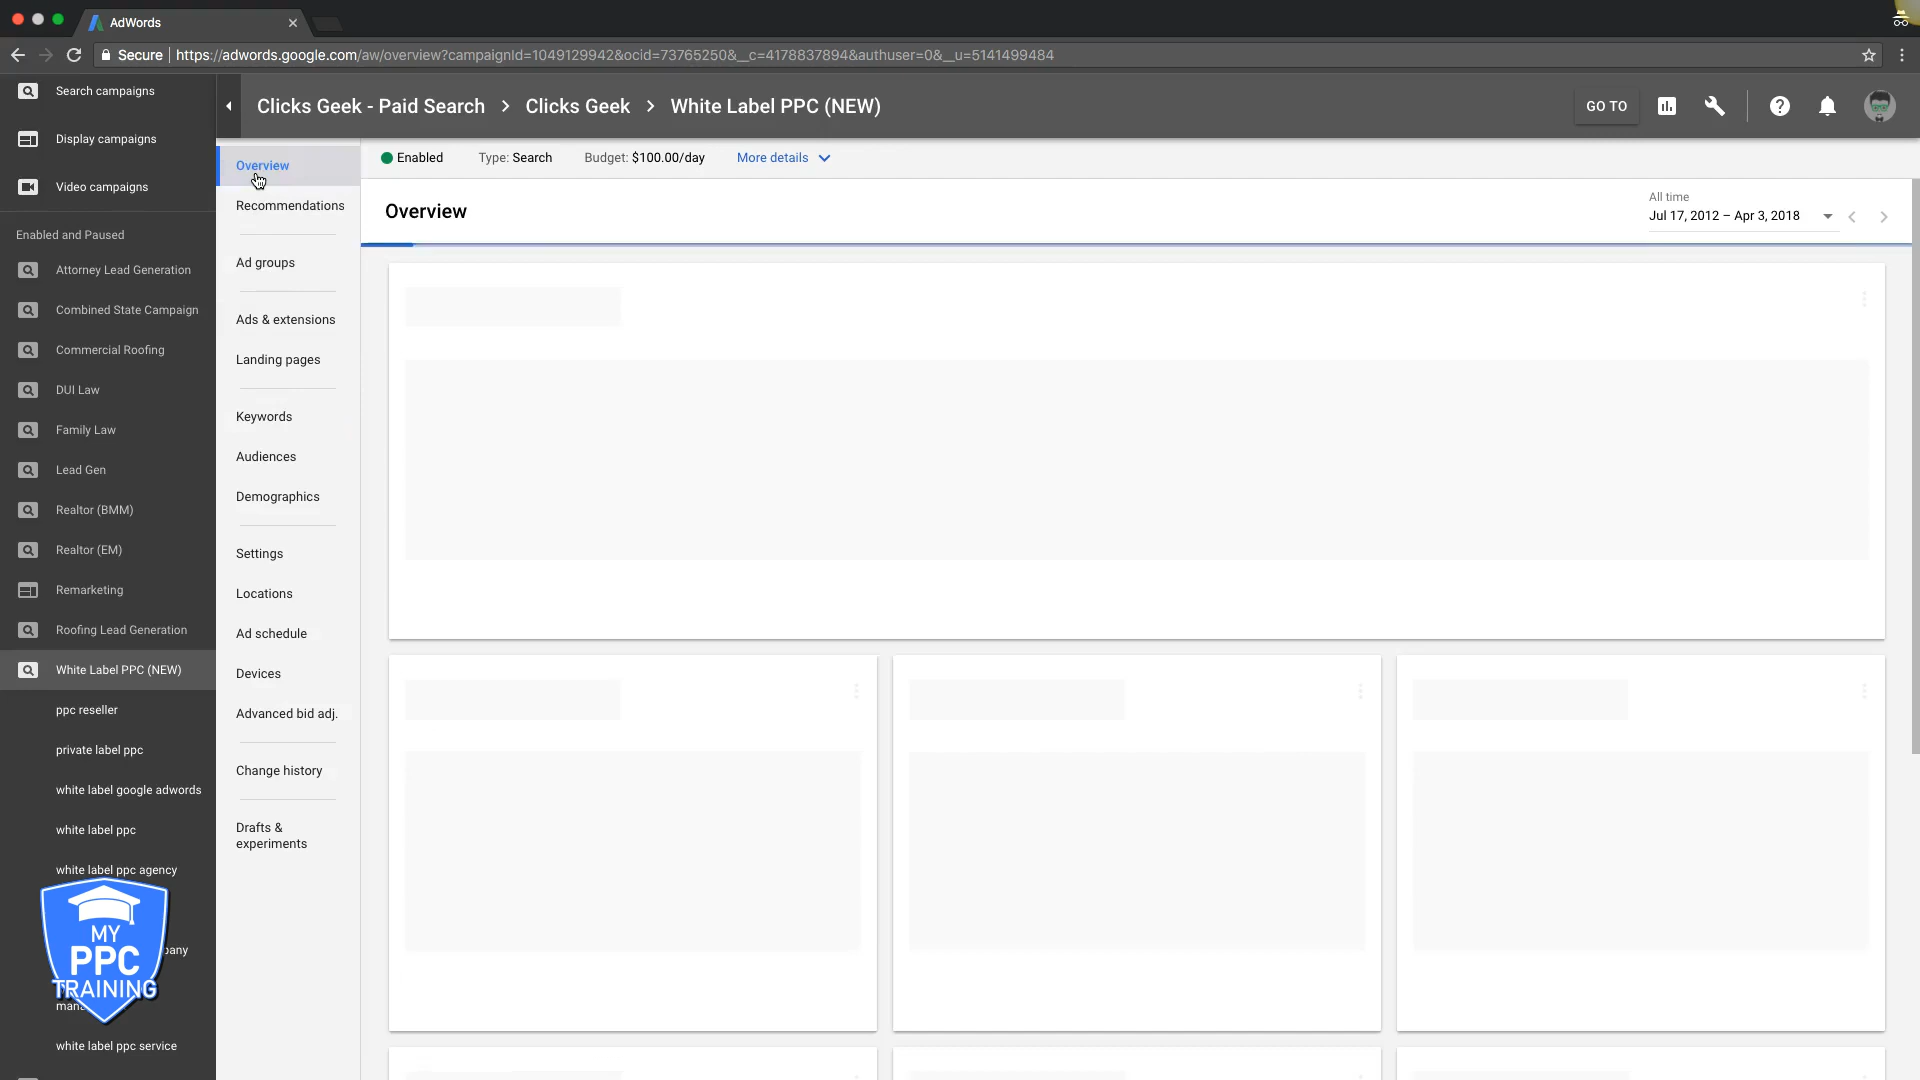 AdWords
Secure
https://adwords.google.com/aw/overview?campaignId=1049129942&ocid=73765250&__c=4178837894&authuser=0&__u=5141499484
Search campaigns
Display campaigns
Video campaigns
Enabled and Paused
Attorney Lead Generation
Combined State Campaign
Commercial Roofing
DUI Law
Family Law
Lead Gen
Realtor (BMM)
Realtor (EM)
Remarketing
Roofing Lead Generation
White Label PPC (NEW)
ppc reseller
private label ppc
white label google adwords
white label ppc
white label ppc agency
MY
PPC
TRAINING
white label ppc service
Clicks Geek - Paid Search > Clicks Geek > White Label PPC (NEW)
GO TO
Overview
Recommendations
Ad groups
Ads & extensions
Landing pages
Keywords
Audiences
Demographics
Settings
Locations
Ad schedule
Devices
Advanced bid adj.
Change history
Drafts &
experiments
Enabled
Type: Search
Budget: $100.00/day
More details
Overview
All time
Jul 17, 2012 – Apr 3, 2018